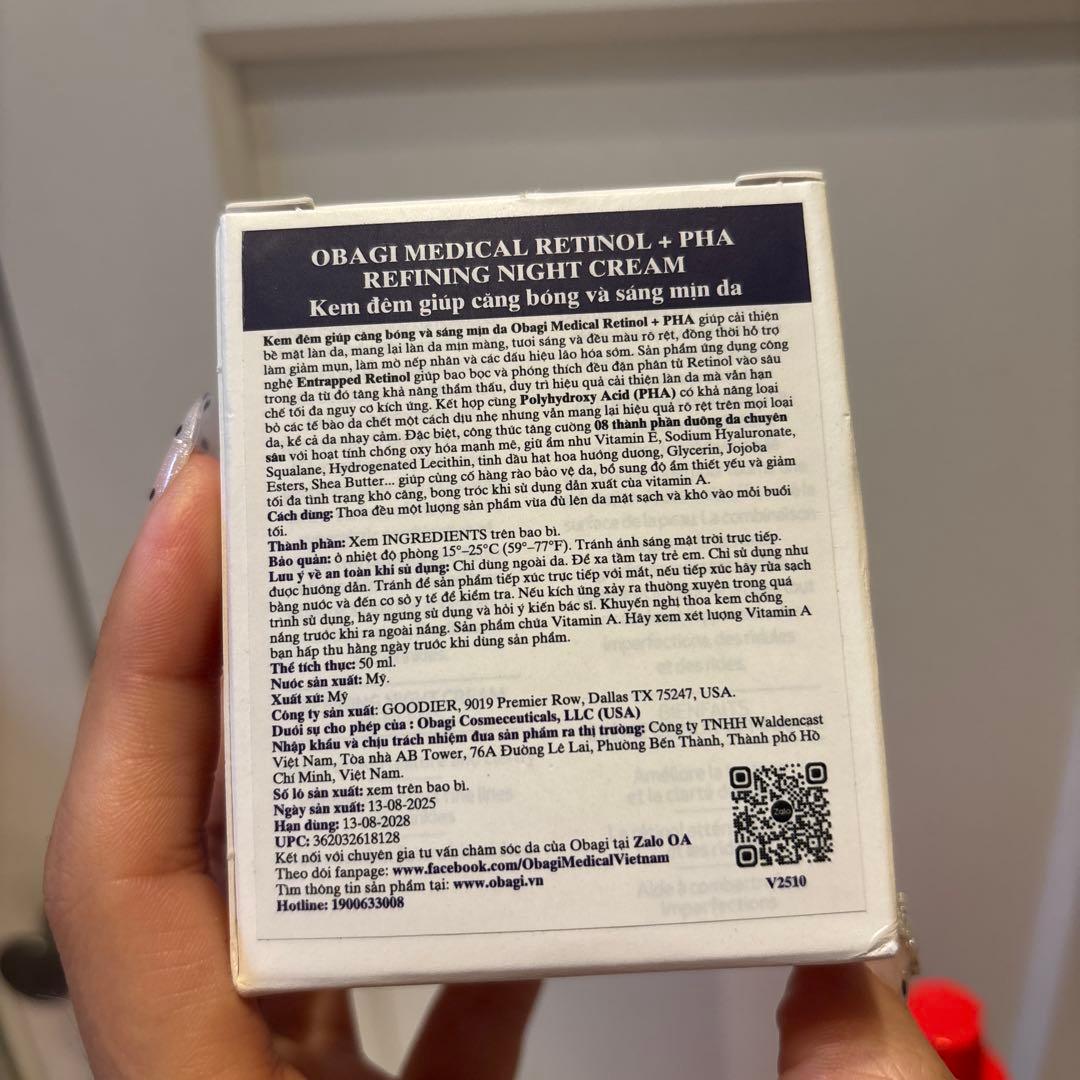 OBAGI MEDICAL RETINOL + PHA
REFINING NIGHT CREAM
Kem đêm giúp căng bóng và sáng mịn da
Kem đêm giúp căng bóng và sáng mịn da Obagi Medical Retinol + PHA giúp cải thiện
bề mặt làn da, mang lại làn da mịn màng, tươi sáng và đều màu rõ rệt, đồng thời hỗ trợ
làm giảm mụn, làm mờ nếp nhăn và các dấu hiệu lão hóa sớm. Sản phẩm ứng dụng công
nghệ Entrapped Retinol giúp bao bọc và phóng thích đều đặn phân tử Retinol vào sâu
trong da từ đó tăng khả năng thẩm thấu, duy trì hiệu quả cải thiện làn da mà vẫn hạn
chế tối đa nguy cơ kích ứng. Kết hợp cùng Polyhydroxy Acid (PHA) có khả năng loại
bỏ các tế bào da chết một cách dịu nhẹ nhưng vẫn mang lại hiệu quả rõ rệt trên mọi loại
da, kể cả da nhạy cảm. Đặc biệt, công thức tăng cường 08 thành phần dưỡng da chuyên
sâu với hoạt tính chống oxy hóa mạnh mẽ, giữ ẩm như Vitamin E, Sodium Hyaluronate,
Squalane, Hydrogenated Lecithin, tinh dầu hạt hoa hướng dương, Glycerin, Jojoba
Esters, Shea Butter... giúp củng cố hàng rào bảo vệ da, bổ sung độ ẩm thiết yếu và giảm
tối đa tình trạng khô căng, bong tróc khi sử dụng dẫn xuất của vitamin A.
Cách dùng: Thoa đều một lượng sản phẩm vừa đủ lên da mặt sạch và khô vào mỗi buổi
tối.
Thành phần: Xem INGREDIENTS trên bao bì.
Bảo quản: ở nhiệt độ phòng 15°–25°C (59°–77°F). Tránh ánh sáng mặt trời trực tiếp.
Lưu ý về an toàn khi sử dụng: Chỉ dùng ngoài da. Để xa tầm tay trẻ em. Chỉ sử dụng như
được hướng dẫn. Tránh để sản phẩm tiếp xúc trực tiếp với mắt, nếu tiếp xúc hãy rửa sạch
bằng nước và đến cơ sở y tế để kiểm tra. Nếu kích ứng xảy ra thường xuyên trong quá
trình sử dụng, hãy ngưng sử dụng và hỏi ý kiến bác sĩ. Khuyến nghị thoa kem chống
nắng trước khi ra ngoài nắng. Sản phẩm chứa Vitamin A. Hãy xem xét lượng Vitamin A
bạn hấp thu hằng ngày trước khi dùng sản phẩm.
Thể tích thực: 50 ml.
Nước sản xuất: Mỹ.
Xuất xứ: Mỹ
Công ty sản xuất: GOODIER, 9019 Premier Row, Dallas TX 75247, USA.
Dưới sự cho phép của : Obagi Cosmeceuticals, LLC (USA)
Nhập khẩu và chịu trách nhiệm đưa sản phẩm ra thị trường: Công ty TNHH Waldencast
Việt Nam, Tòa nhà AB Tower, 76A Đường Lê Lai, Phường Bến Thành, Thành phố Hồ
Chí Minh, Việt Nam.
Số lô sản xuất: xem trên bao bì.
Ngày sản xuất: 13-08-2025
Hạn dùng: 13-08-2028
UPC: 362032618128
Kết nối với chuyên gia tư vấn chăm sóc da của Obagi tại Zalo OA
Theo dõi fanpage: www.facebook.com/ObagiMedicalVietnam
Tìm thông tin sản phẩm tại: www.obagi.vn
Hotline: 1900633008
Zalo
V2510